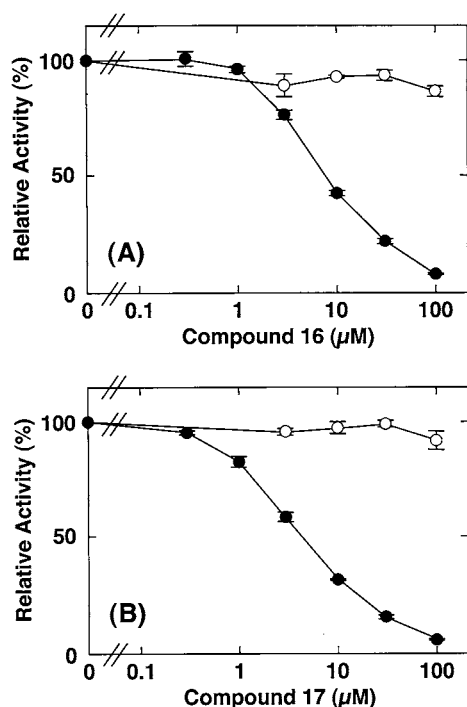 100
50
0
Relative Activity (%)
(A)
0 0.1 1 10 100
Compound 16 (µM)
100
50
0
Relative Activity (%)
(B)
0 0.1 1 10 100
Compound 17 (µM)